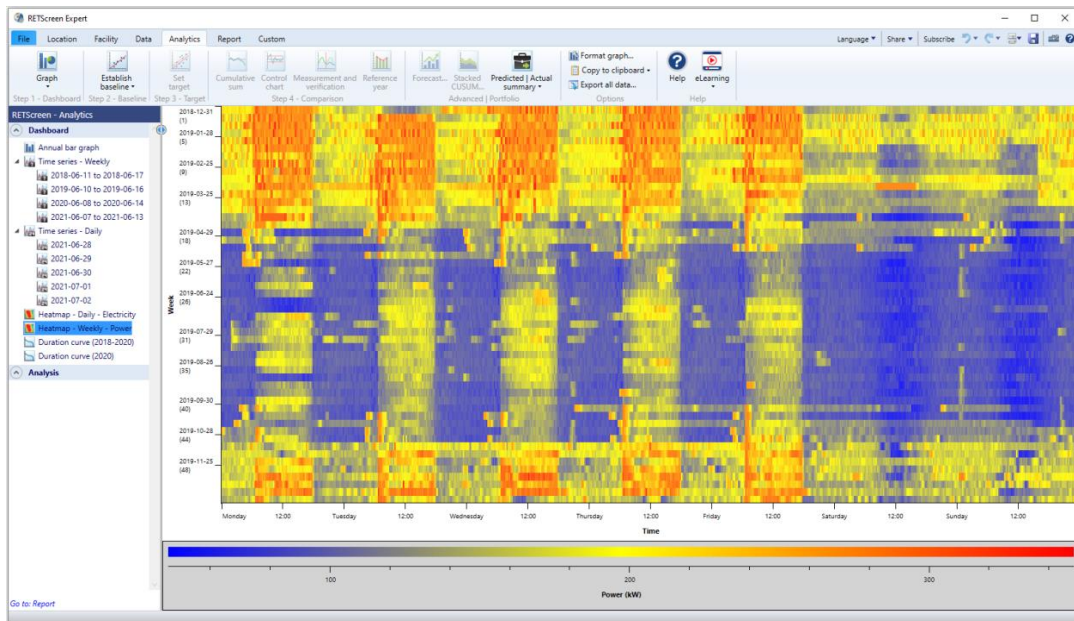 RETScreen Expert
File Location Facility Data Analytics Report Custom
Language Share Subscribe
Graph
Establish baseline
Set target
Cumulative sum
Control chart
Measurement and verification
Reference year
Forecast...
Stacked CUSUM...
Predicted | Actual summary
Format graph...
Copy to clipboard
Export all data...
Help
eLearning
Step 1 - Dashboard Step 2 - Baseline Step 3 - Target Step 4 - Comparison Advanced | Portfolio Options Help
RETScreen - Analytics
Dashboard
Annual bar graph
Time series - Weekly
2018-06-11 to 2018-06-17
2019-06-10 to 2019-06-16
2020-06-08 to 2020-06-14
2021-06-07 to 2021-06-13
Time series - Daily
2021-06-28
2021-06-29
2021-06-30
2021-07-01
2021-07-02
Heatmap - Daily - Electricity
Heatmap - Weekly - Power
Duration curve (2018-2020)
Duration curve (2020)
Analysis
Go to: Report
Week
2018-12-31
(1)
2019-01-28
(5)
2019-02-25
(9)
2019-03-25
(13)
2019-04-29
(18)
2019-05-27
(22)
2019-06-24
(26)
2019-07-29
(31)
2019-08-26
(35)
2019-09-30
(40)
2019-10-28
(44)
2019-11-25
(48)
Monday 12:00 Tuesday 12:00 Wednesday 12:00 Thursday 12:00 Friday 12:00 Saturday 12:00 Sunday 12:00
Time
100 200 300
Power (kW)